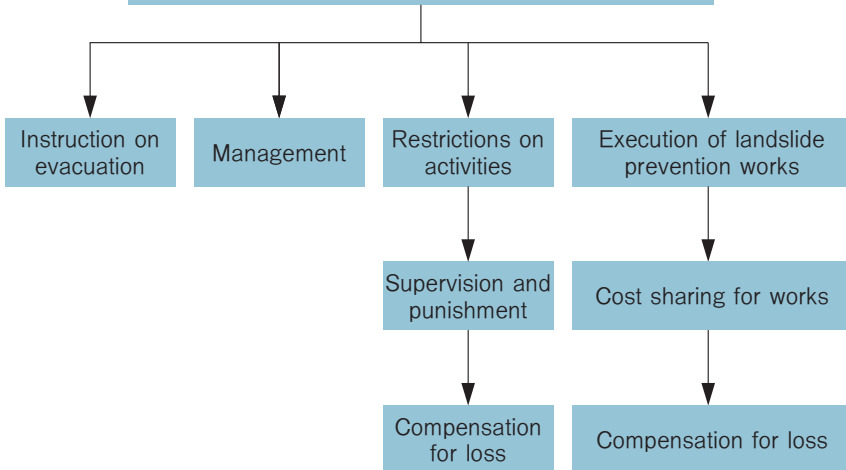 Instruction on
evacuation
Management
Restrictions on
activities
Execution of landslide
prevention works
Supervision and
punishment
Cost sharing for works
Compensation
for loss
Compensation for loss